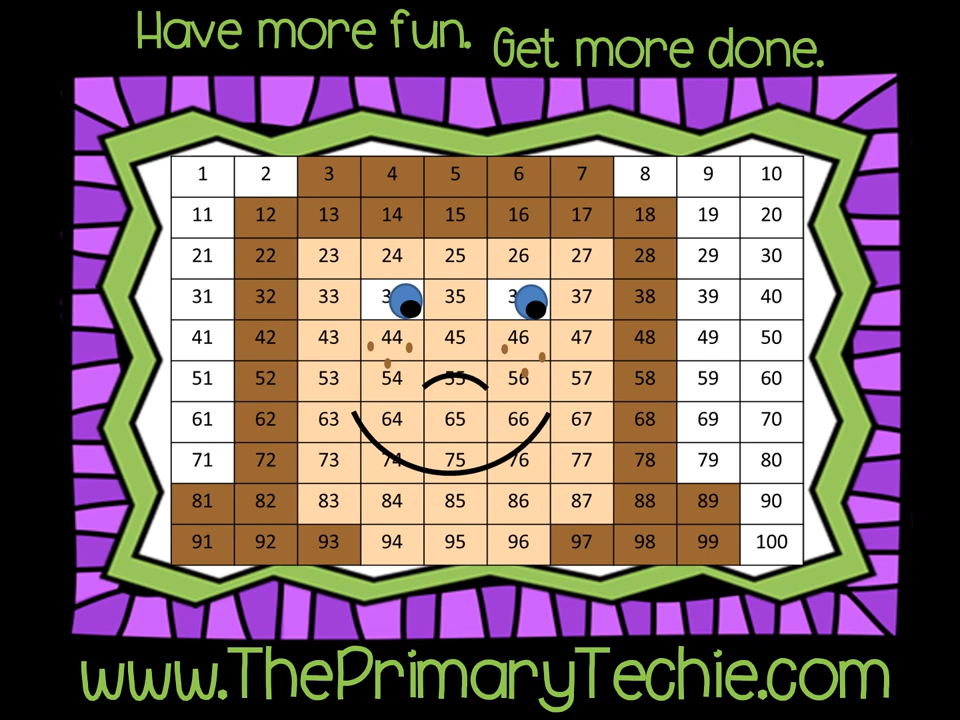 Have more fun. Get more done.
1 2 3 4 5 6 7 8 9 10
11 12 13 14 15 16 17 18 19 20
21 22 23 24 25 26 27 28 29 30
31 32 33 3 35 3 37 38 39 40
41 42 43 44 45 46 47 48 49 50
51 52 53 54 55 56 57 58 59 60
61 62 63 64 65 66 67 68 69 70
71 72 73 74 75 76 77 78 79 80
81 82 83 84 85 86 87 88 89 90
91 92 93 94 95 96 97 98 99 100
www.ThePrimaryTechie.com